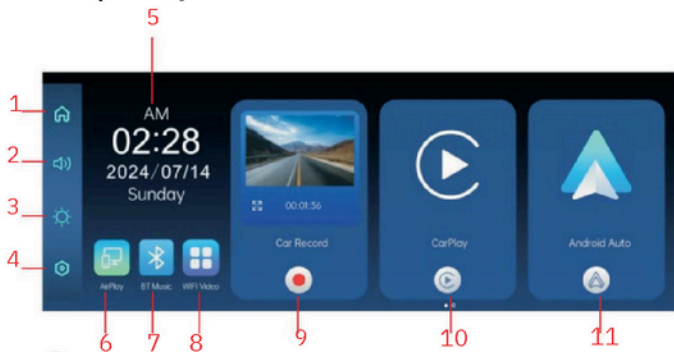 5
1
2
3
4
AM
02:28
2024/07/14
Sunday
00:01:36
Car Record
CarPlay
Android Auto
AirPlay
BT Music
WIFI Video
6
7
8
9
10
11